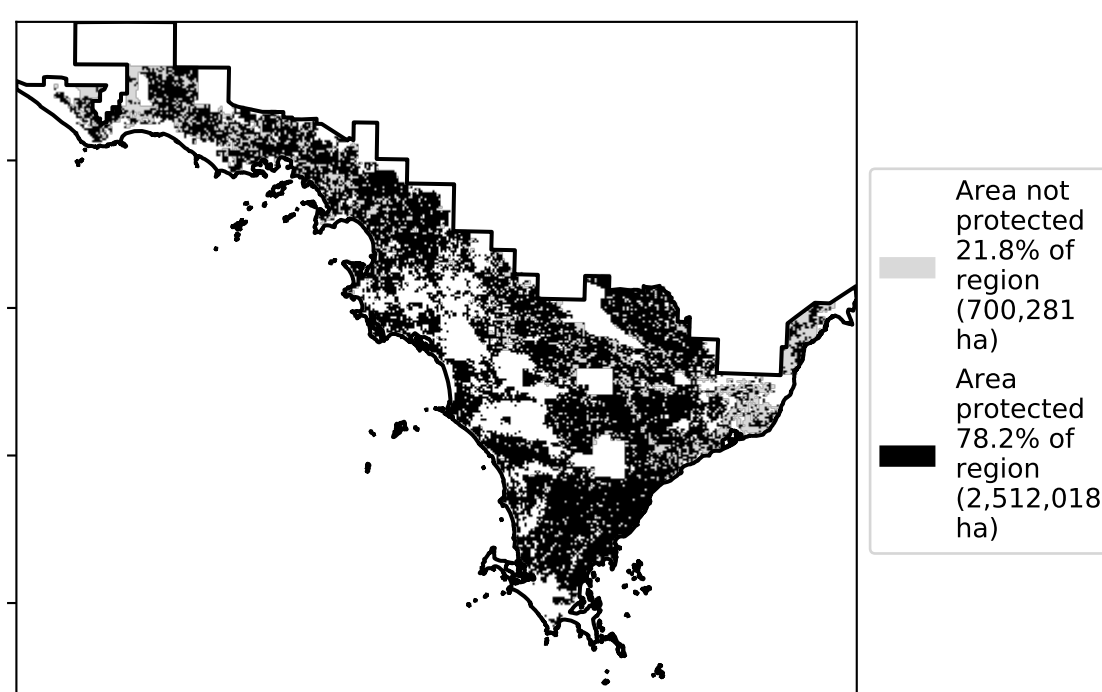 Area not
protected
21.8% of
region
(700,281
ha)
Area
protected
78.2% of
region
(2,512,018
ha)